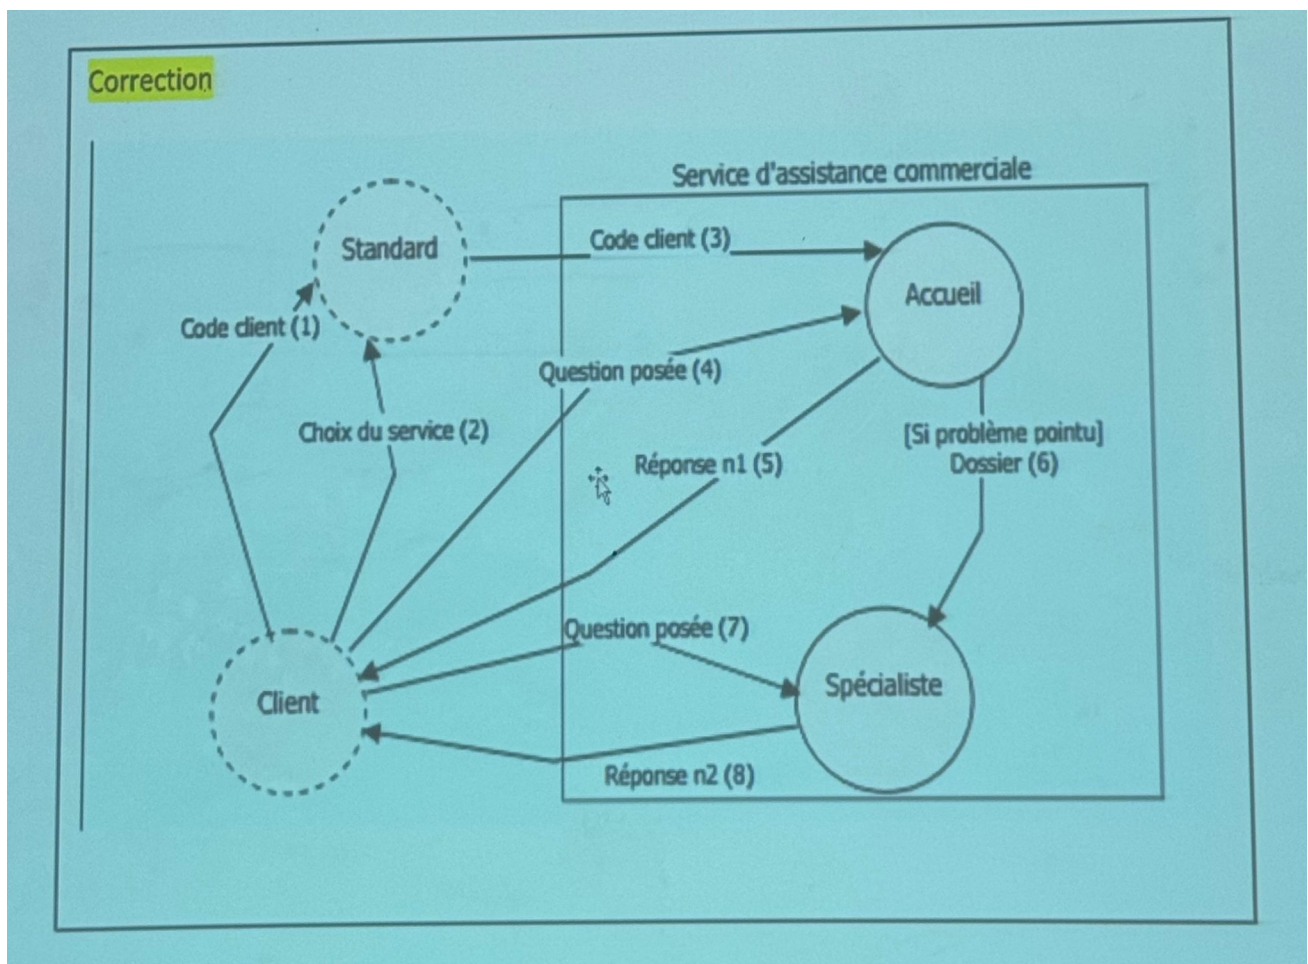 Correction
Service d'assistance commerciale
Standard
Code client (3)
Accueil
Code client (1)
Question posée (4)
Choix du service (2)
[Si problème pointu]
Dossier (6)
Réponse n1 (5)
Question posée (7)
Client
Spécialiste
Réponse n2 (8)